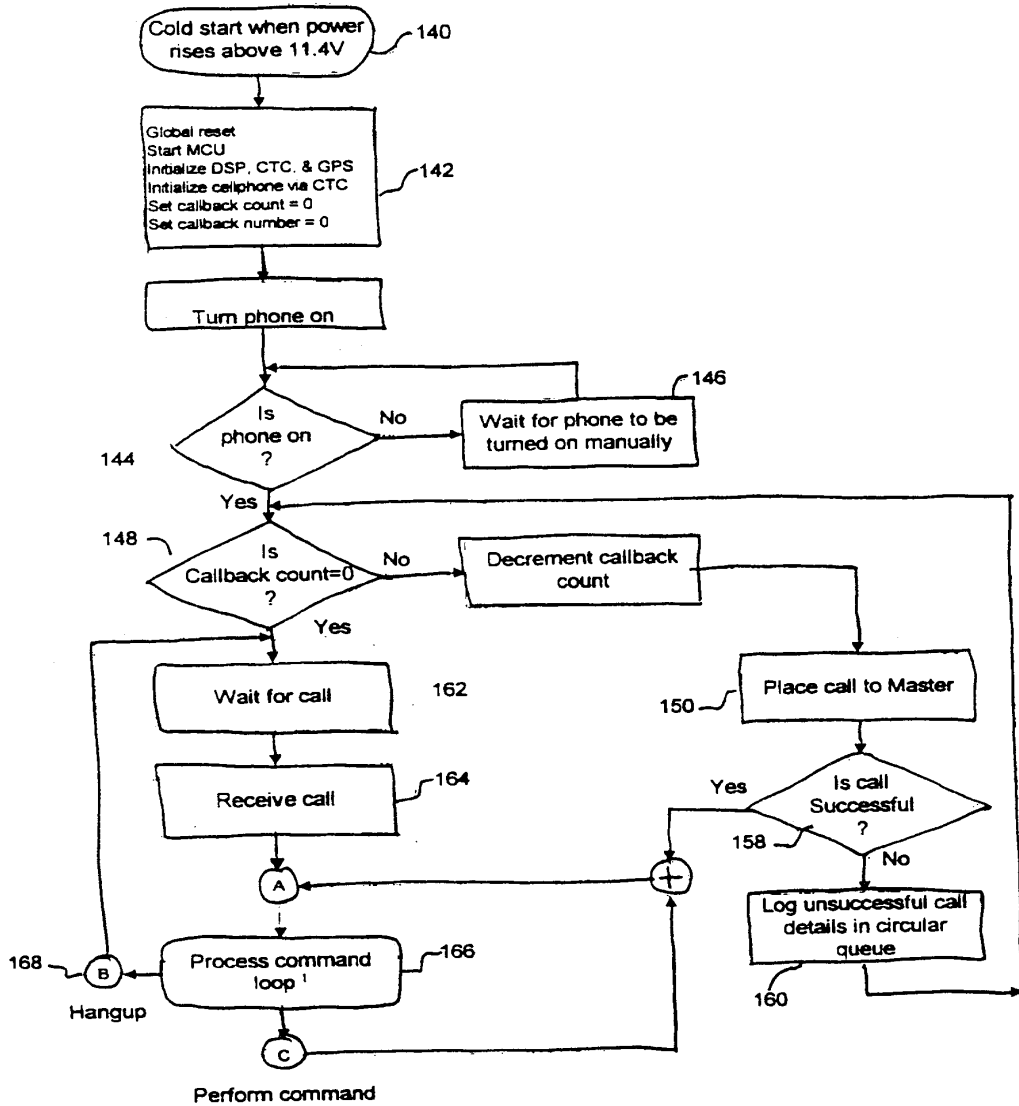 Cold start when power
rises above 11.4V
140
Global reset
Start MCU
Initialize DSP, CTC, & GPS
Initialize cellphone via CTC
Set callback count = 0
Set callback number = 0
142
Turn phone on
Is
phone on
?
144
No
Wait for phone to be
turned on manually
146
Yes
148
Is
Callback count=0
?
No
Decrement callback
count
Yes
Wait for call
162
Place call to Master
150
Receive call
164
Is call
Successful
?
158
Yes
No
A
+
Log unsuccessful call
details in circular
queue
160
Process command
loop 1
166
168
B
Hangup
C
Perform command